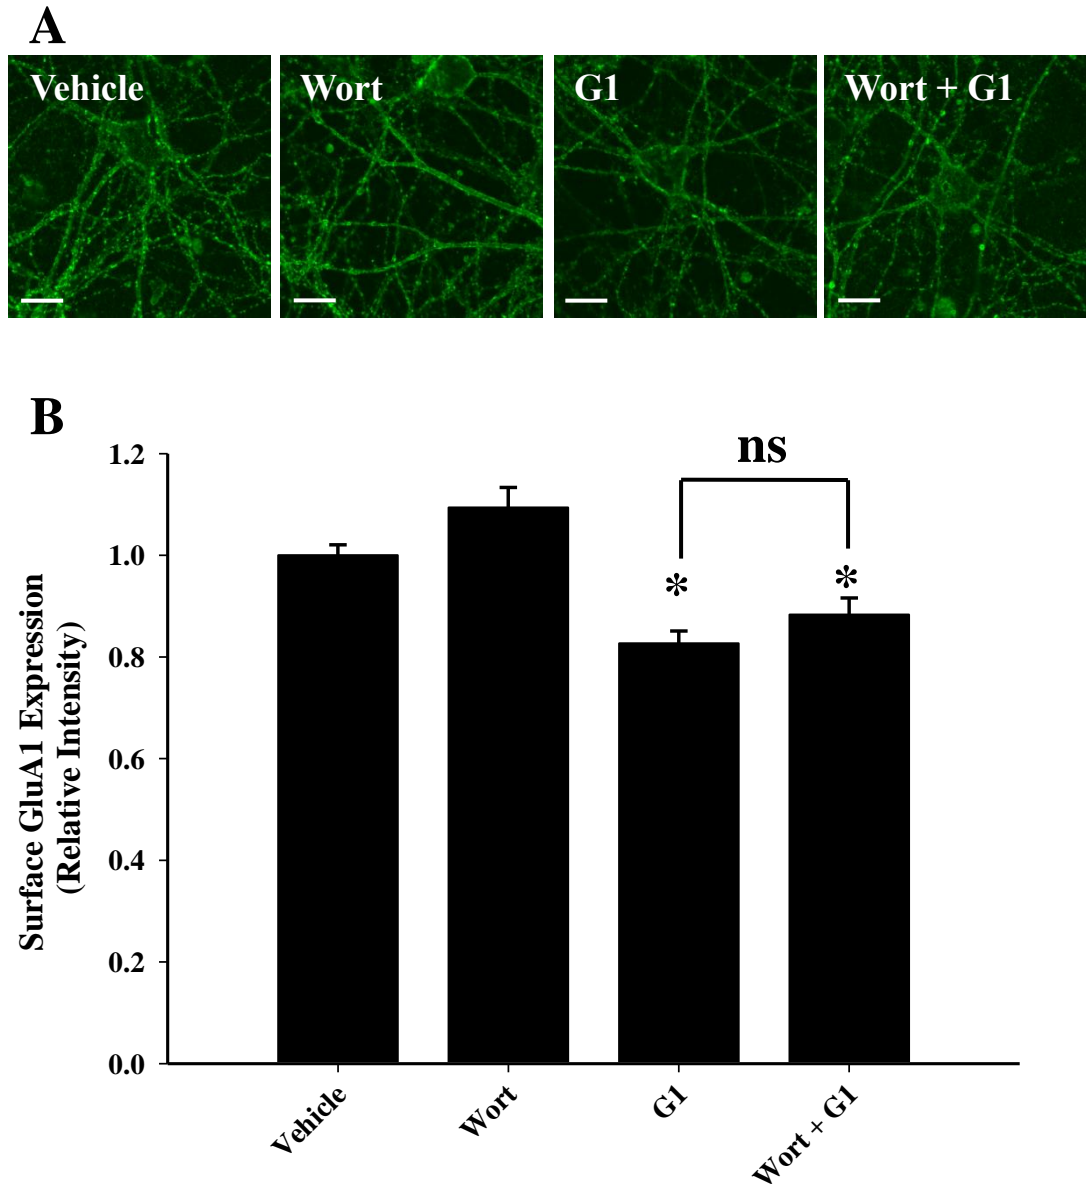 A
Vehicle
Wort
G1
Wort + G1
B
ns
1.2
1.0
0.8
0.6
0.4
0.2
0.0
*
*
Surface GluA1 Expression
(Relative Intensity)
Vehicle
Wort
G1
Wort + G1